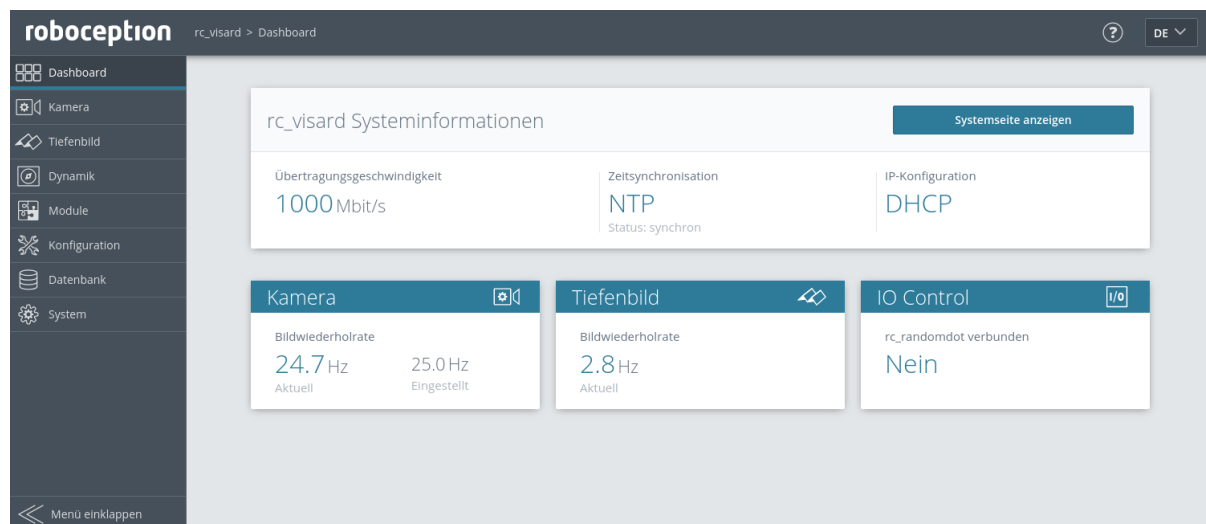 roboception
rc_visard > Dashboard
?
DE
Dashboard
Kamera
Tiefenbild
Dynamik
Module
Konfiguration
Datenbank
System
Menü einklappen
rc_visard Systeminformationen
Systemseite anzeigen
Übertragungsgeschwindigkeit
1000 Mbit/s
Zeitsynchronisation
NTP
Status: synchron
IP-Konfiguration
DHCP
Kamera
Bildwiederholrate
24.7 Hz
Aktuell
25.0 Hz
Eingestellt
Tiefenbild
Bildwiederholrate
2.8 Hz
Aktuell
IO Control
I/O
rc_randomdot verbunden
Nein